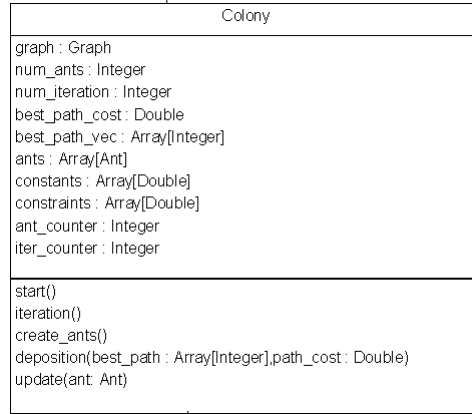 Colony
graph : Graph
num_ants : Integer
num_iteration : Integer
best_path_cost : Double
best_path_vec : Array[Integer]
ants : Array[Ant]
constants : Array[Double]
constraints : Array[Double]
ant_counter : Integer
iter_counter : Integer
start()
iteration()
create_ants()
deposition(best_path : Array[Integer],path_cost : Double)
update(ant: Ant)